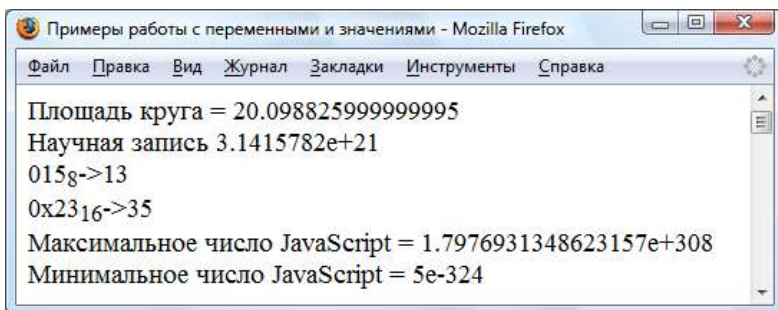 Примеры работы с переменными и значениями - Mozilla Firefox
Файл Правка Вид Журнал Закладки Инструменты Справка
Площадь круга = 20.098825999999995
Научная запись 3.1415782e+21
015₈->13
0x23₁₆->35
Максимальное число JavaScript = 1.7976931348623157e+308
Минимальное число JavaScript = 5e-324